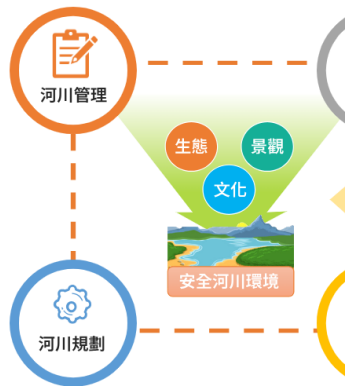 河川管理
生態
景觀
文化
安全河川環境
河川規劃